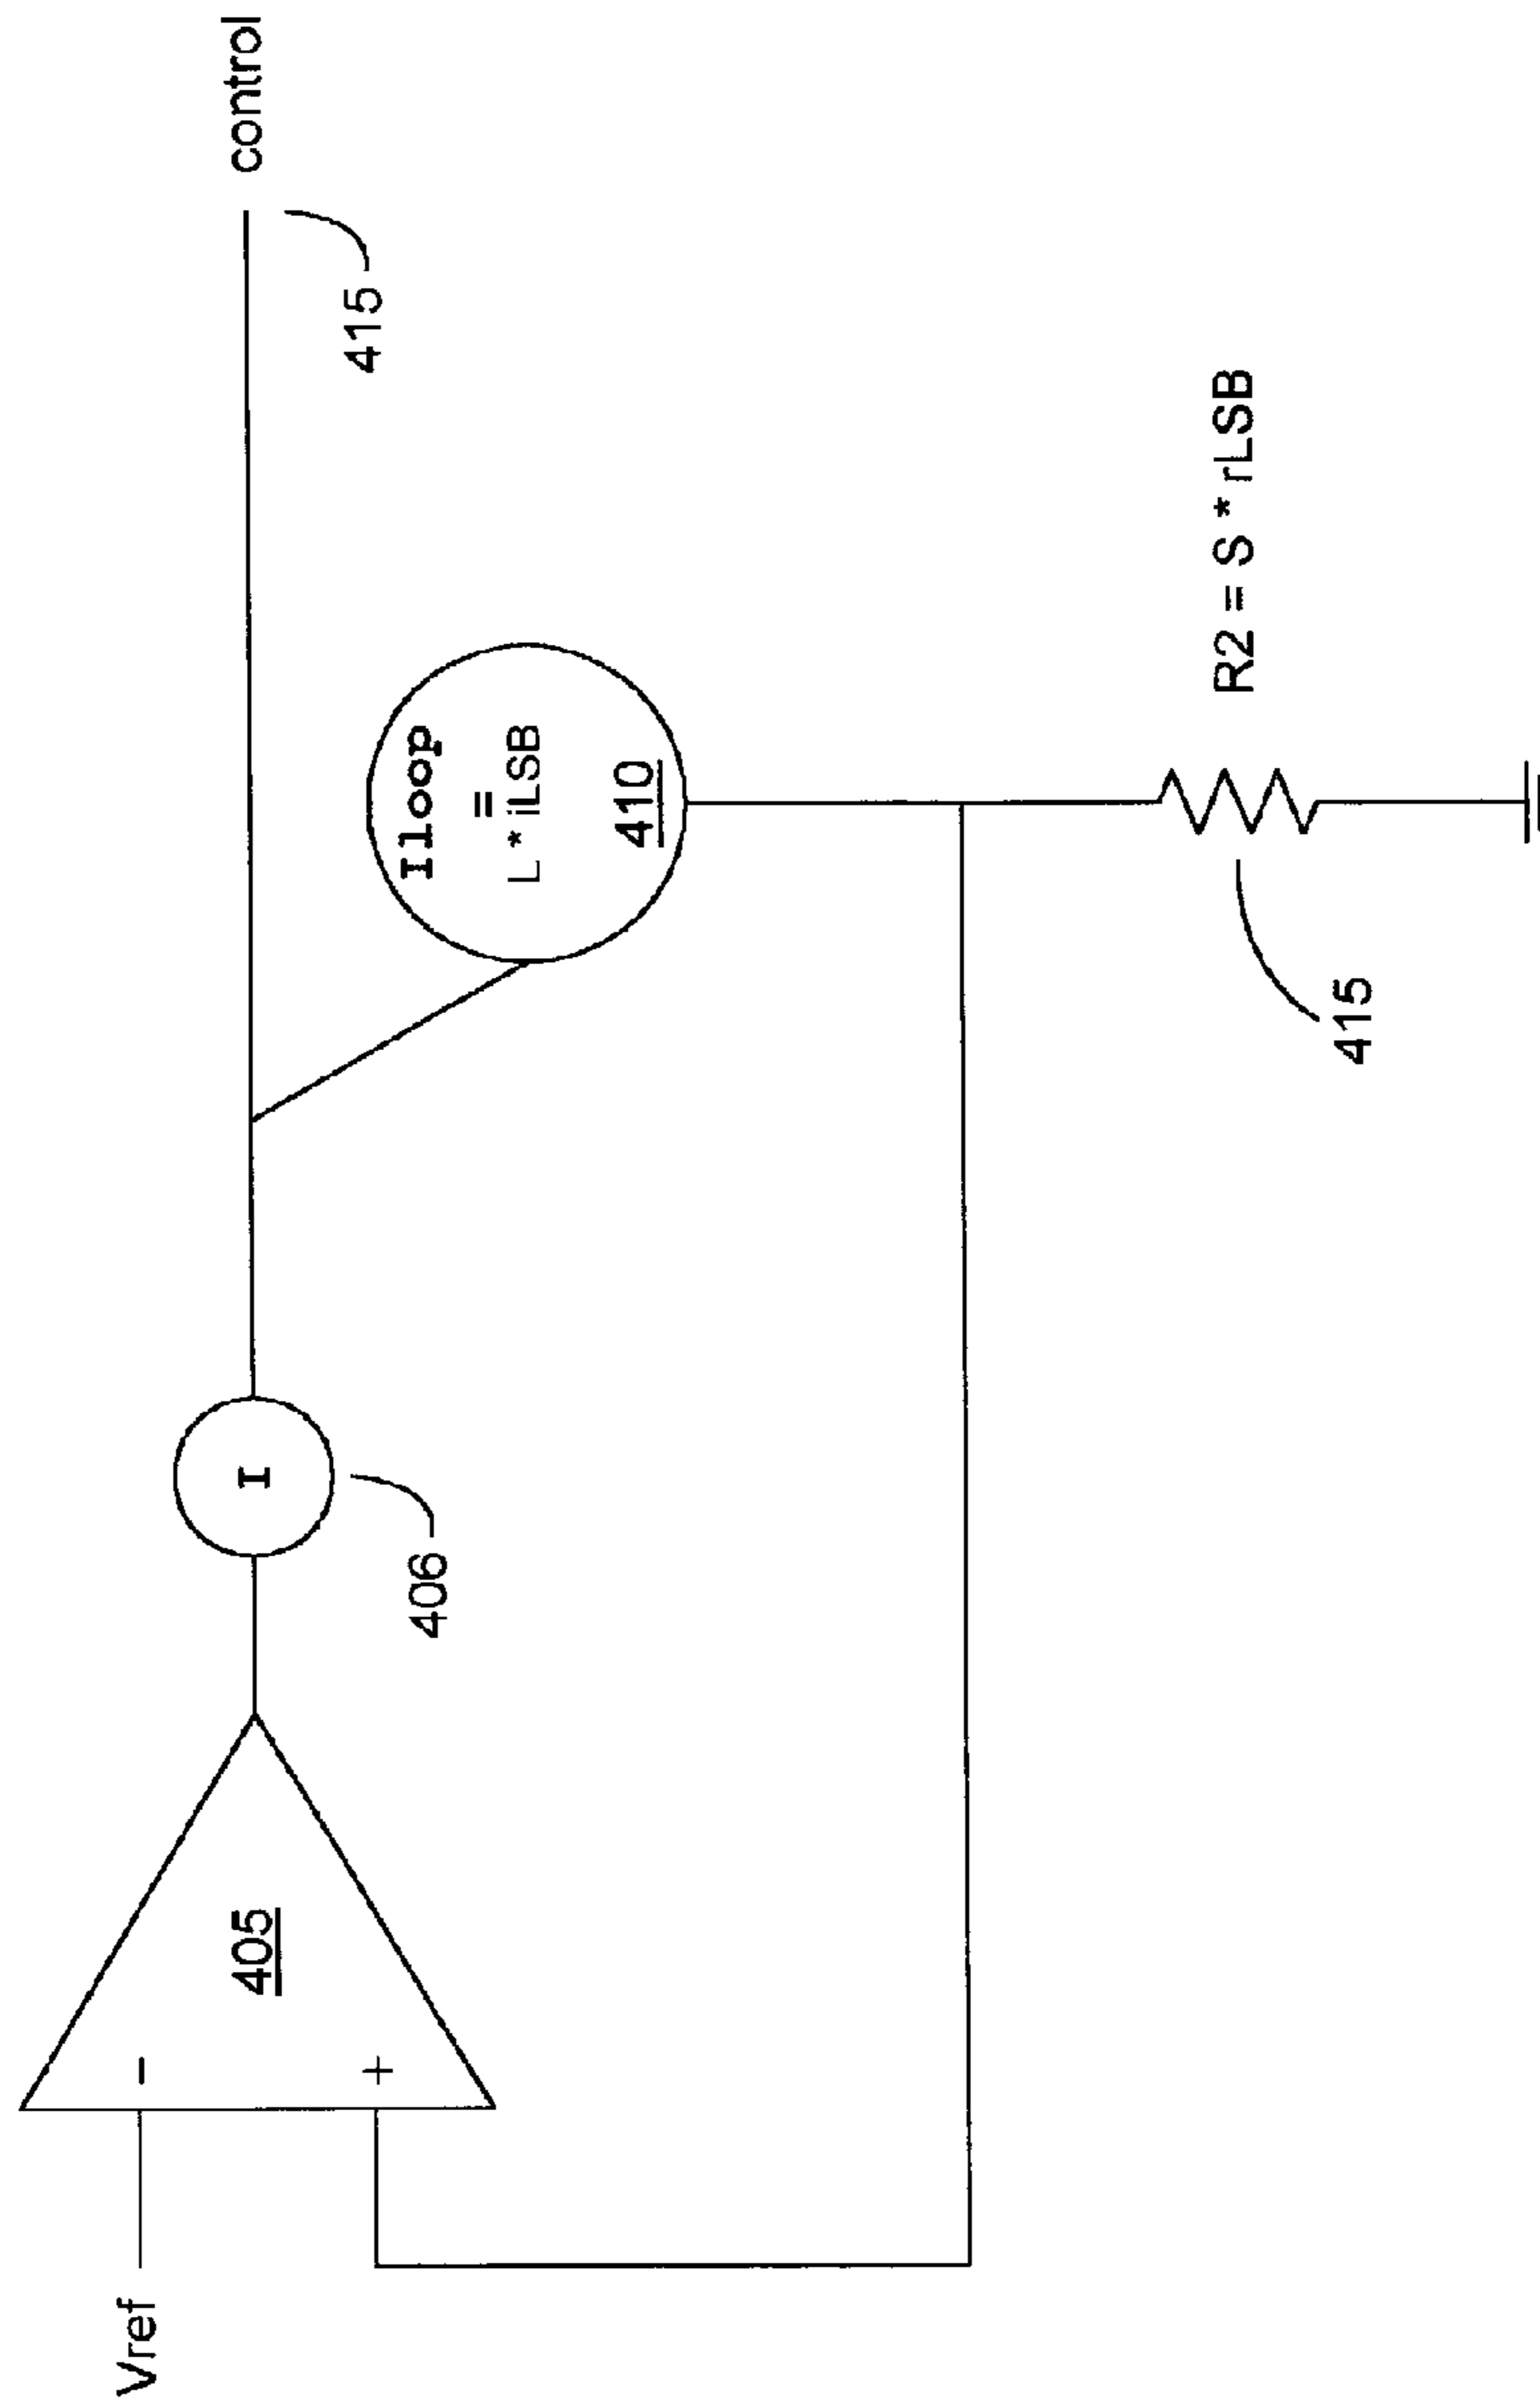 Vref
-
+
405
I
406
control
415
Iloop
=
L * iLSB
410
R2 = S * rLSB
415